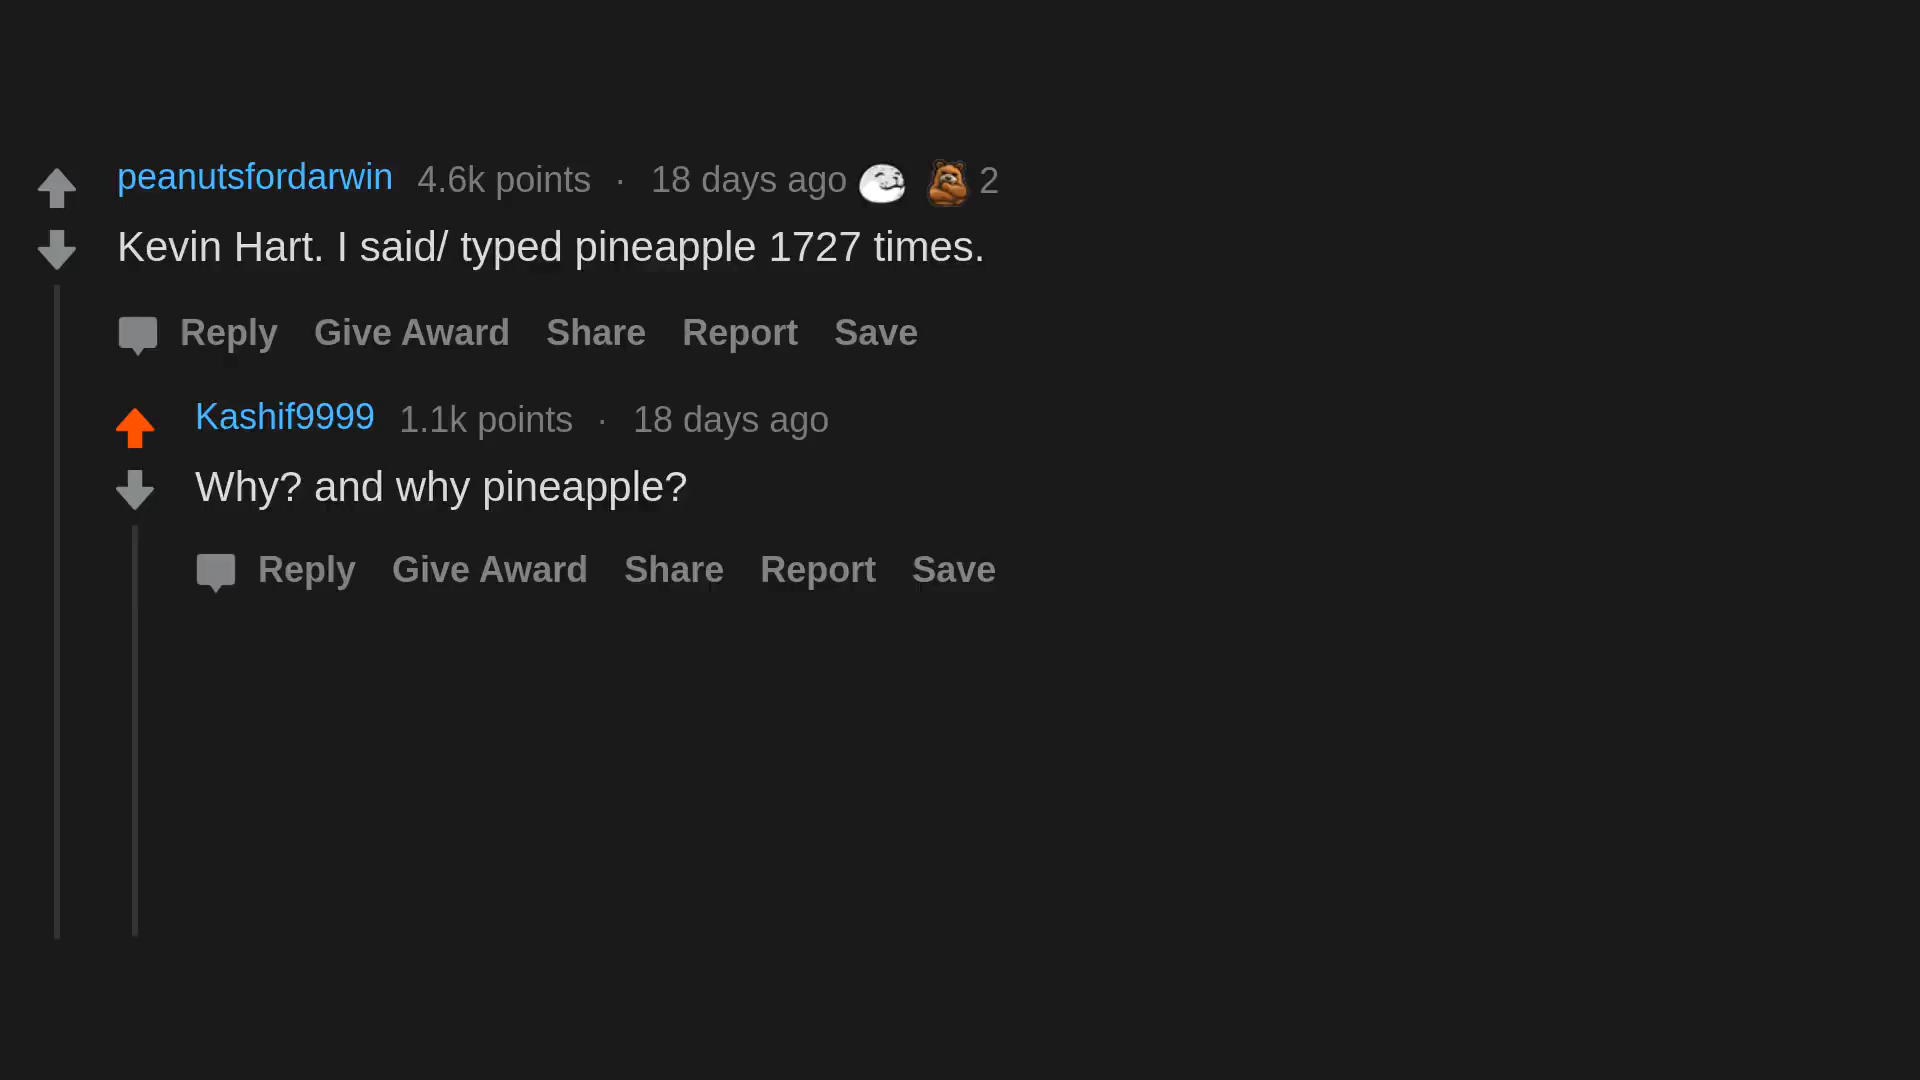 peanutsfordarwin 4.6k points · 18 days ago 2
Kevin Hart. I said/ typed pineapple 1727 times.
Reply Give Award Share Report Save
Kashif9999 1.1k points · 18 days ago
Why? and why pineapple?
Reply Give Award Share Report Save